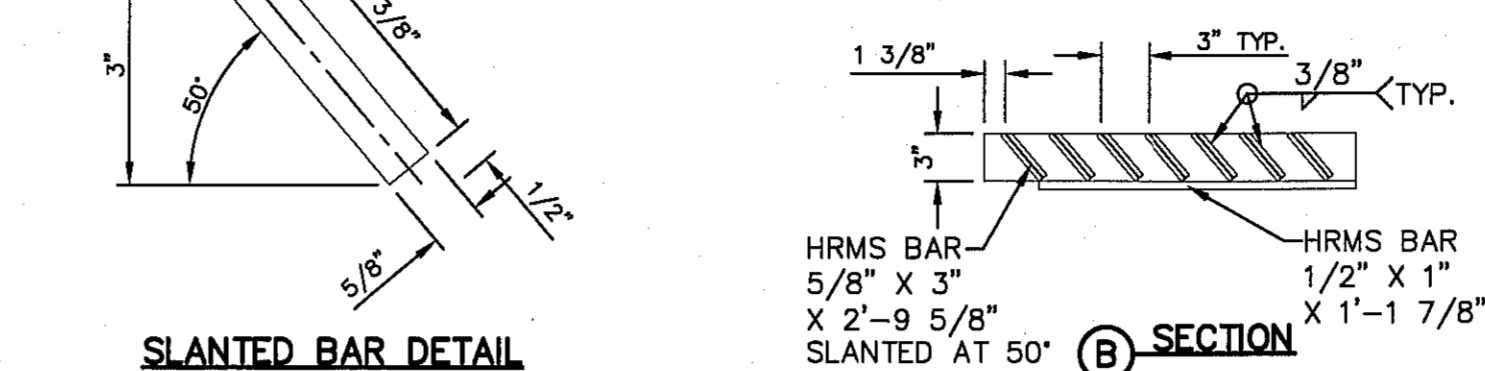 3"
50°
3/8"
1/2"
5/8"
SLANTED BAR DETAIL
1 3/8"
3" TYP.
3/8"
TYP.
3"
HRMS BAR
5/8" X 3"
X 2'-9 5/8"
SLANTED AT 50°
HRMS BAR
1/2" X 1"
X 1'-1 7/8"
B SECTION